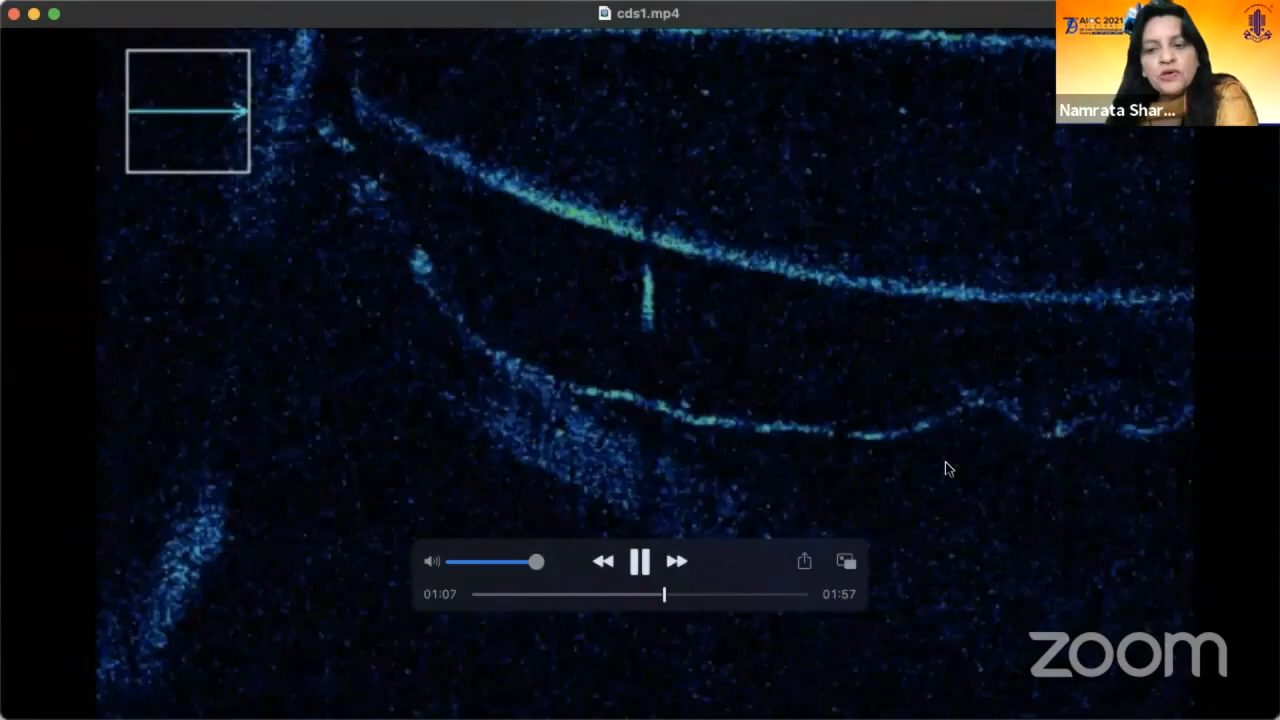 cds1.mp4
AIOC 2021
Namrata Shar...
01:07
01:57
zoom